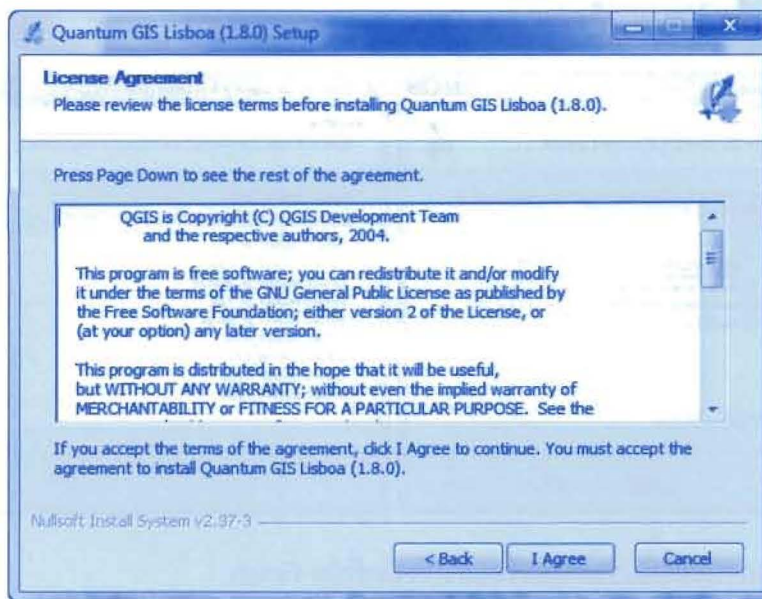 Quantum GIS Lisboa (1.8.0) Setup
License Agreement
Please review the license terms before installing Quantum GIS Lisboa (1.8.0).
Press Page Down to see the rest of the agreement.
QGIS is Copyright (C) QGIS Development Team
and the respective authors, 2004.
This program is free software; you can redistribute it and/or modify
it under the terms of the GNU General Public License as published by
the Free Software Foundation; either version 2 of the License, or
(at your option) any later version.
This program is distributed in the hope that it will be useful,
but WITHOUT ANY WARRANTY; without even the implied warranty of
MERCHANTABILITY or FITNESS FOR A PARTICULAR PURPOSE. See the
If you accept the terms of the agreement, click I Agree to continue. You must accept the
agreement to install Quantum GIS Lisboa (1.8.0).
Nullsoft Install System v2.37-3
< Back
I Agree
Cancel